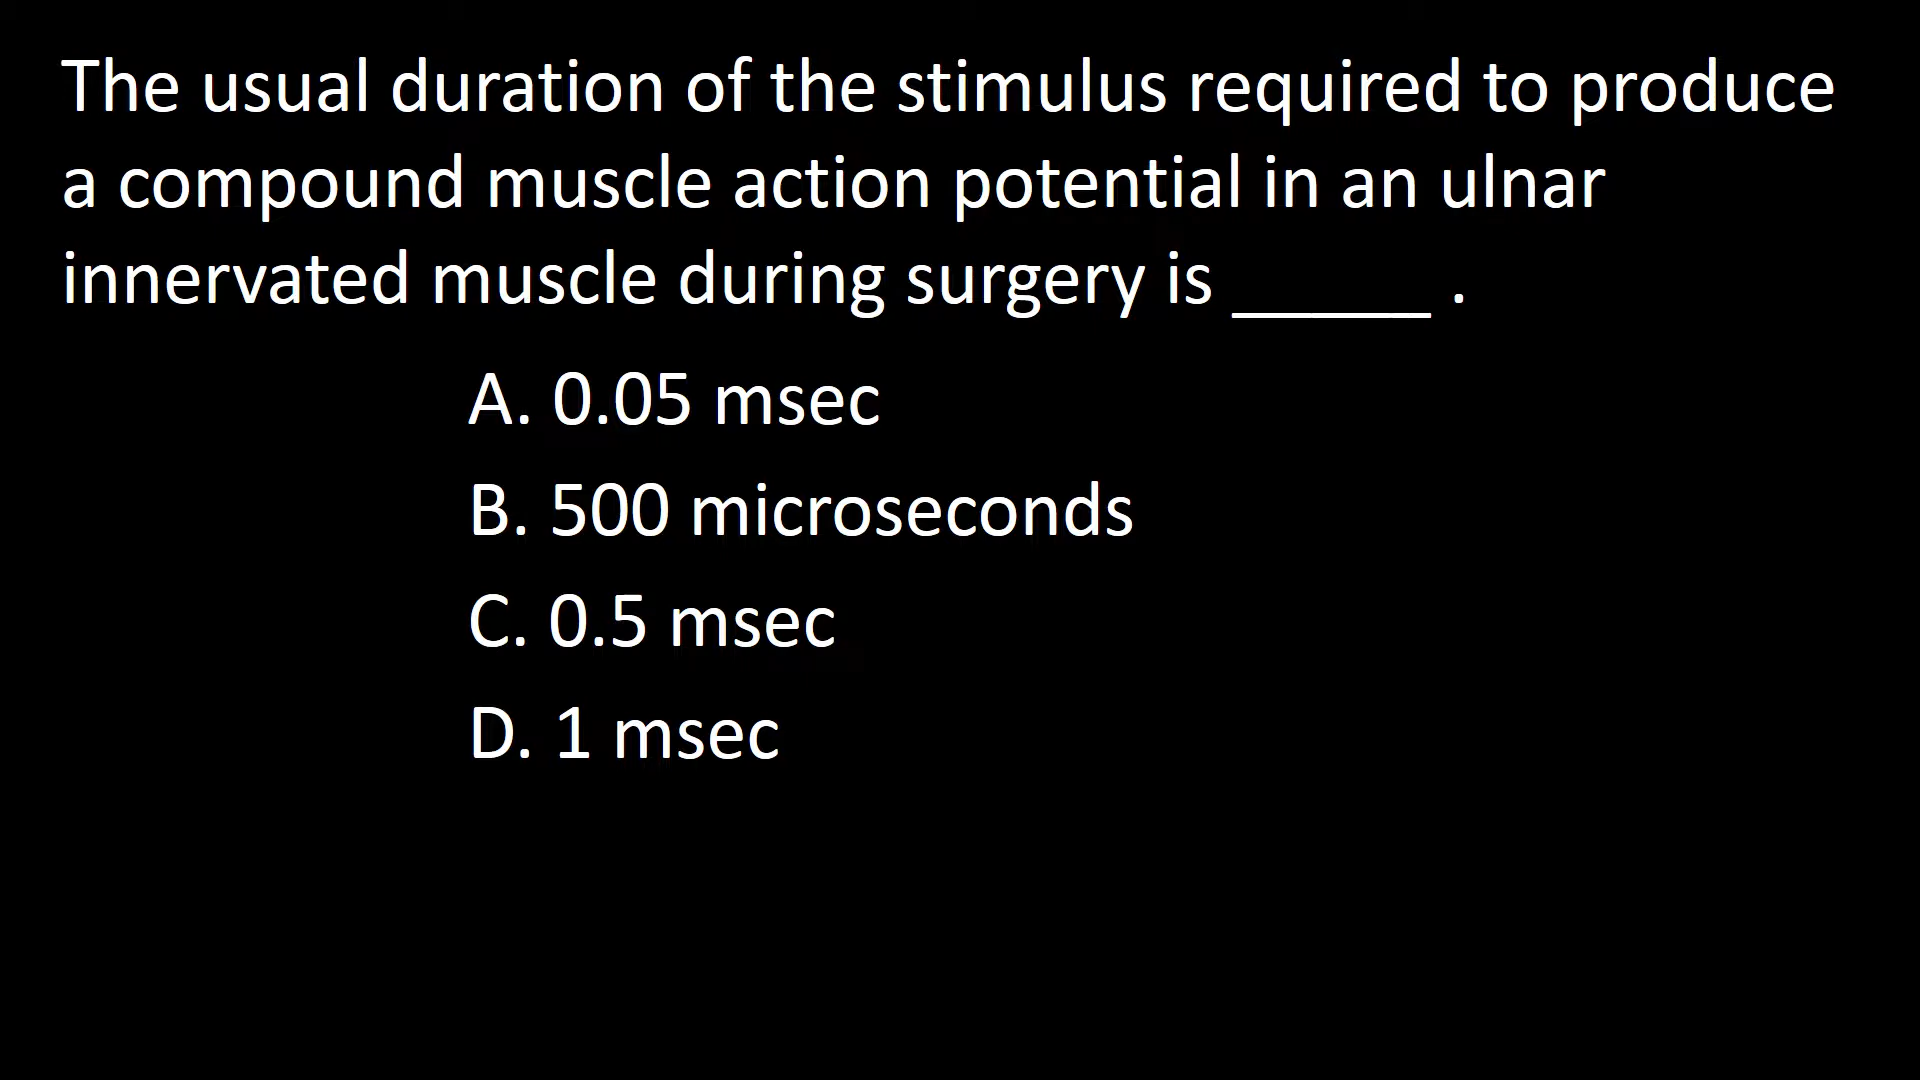 The usual duration of the stimulus required to produce
a compound muscle action potential in an ulnar
innervated muscle during surgery is _____ .
A. 0.05 msec
B. 500 microseconds
C. 0.5 msec
D. 1 msec